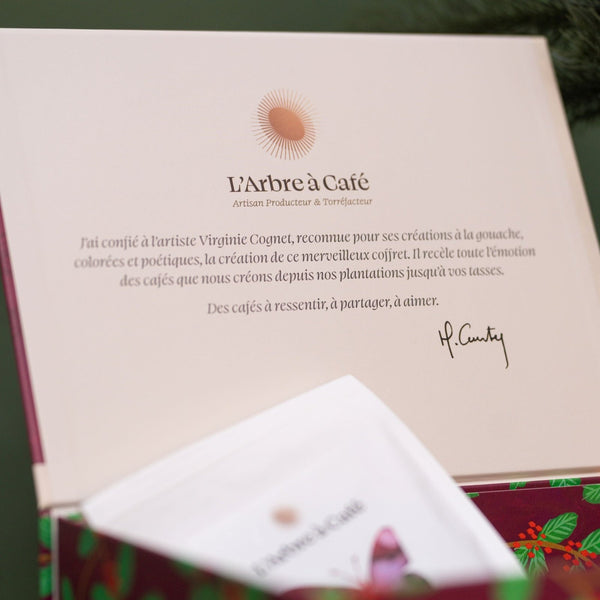 L'Arbre à Café
Artisan Producteur & Torréfacteur
J'ai confié à l'artiste Virginie Cognet, reconnue pour ses créations à la gouache,
colorées et poétiques, la création de ce merveilleux coffret. Il recèle toute l'émotion
des cafés que nous créons depuis nos plantations jusqu'à vos tasses.
Des cafés à ressentir, à partager, à aimer.
L'Arbre à Café